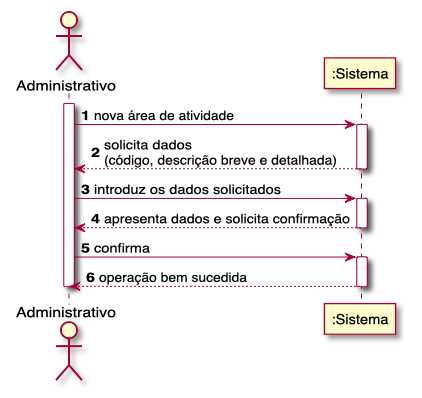 Administrativo
:Sistema
1 nova área de atividade
solicita dados
2 (código, descrição breve e detalhada)
3 introduz os dados solicitados
4 apresenta dados e solicita confirmação
5 confirma
6 operação bem sucedida
Administrativo
:Sistema